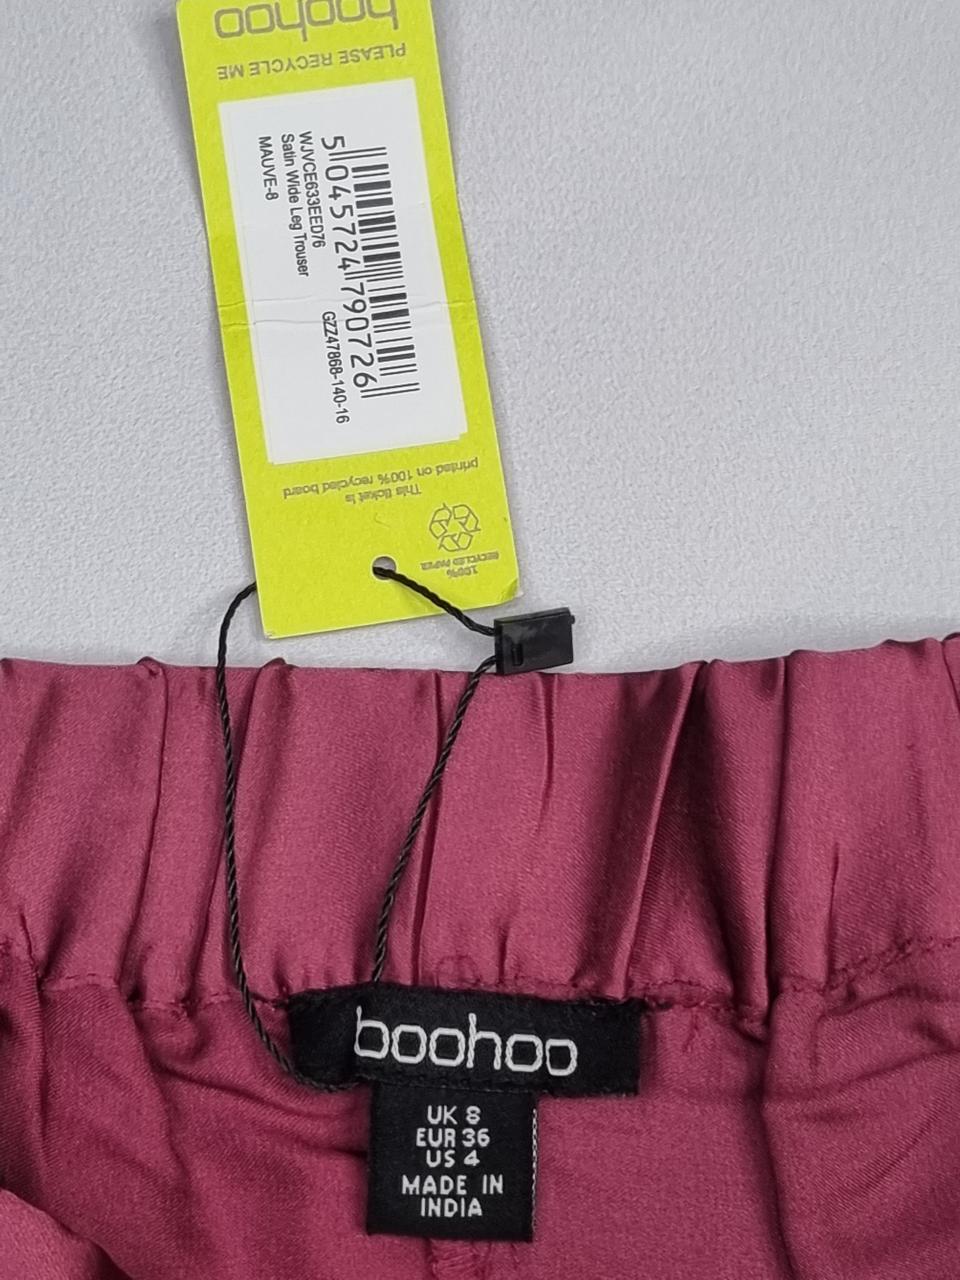 boohoo
PLEASE RECYCLE ME
5 045724 790726
WJVCE633EED76
GZZ47868-140-16
Satin Wide Leg Trouser
MAUVE-8
This ticket is
printed on 100% recycled board
100%
RECYCLED PAPER
boohoo
UK 8
EUR 36
US 4
MADE IN
INDIA